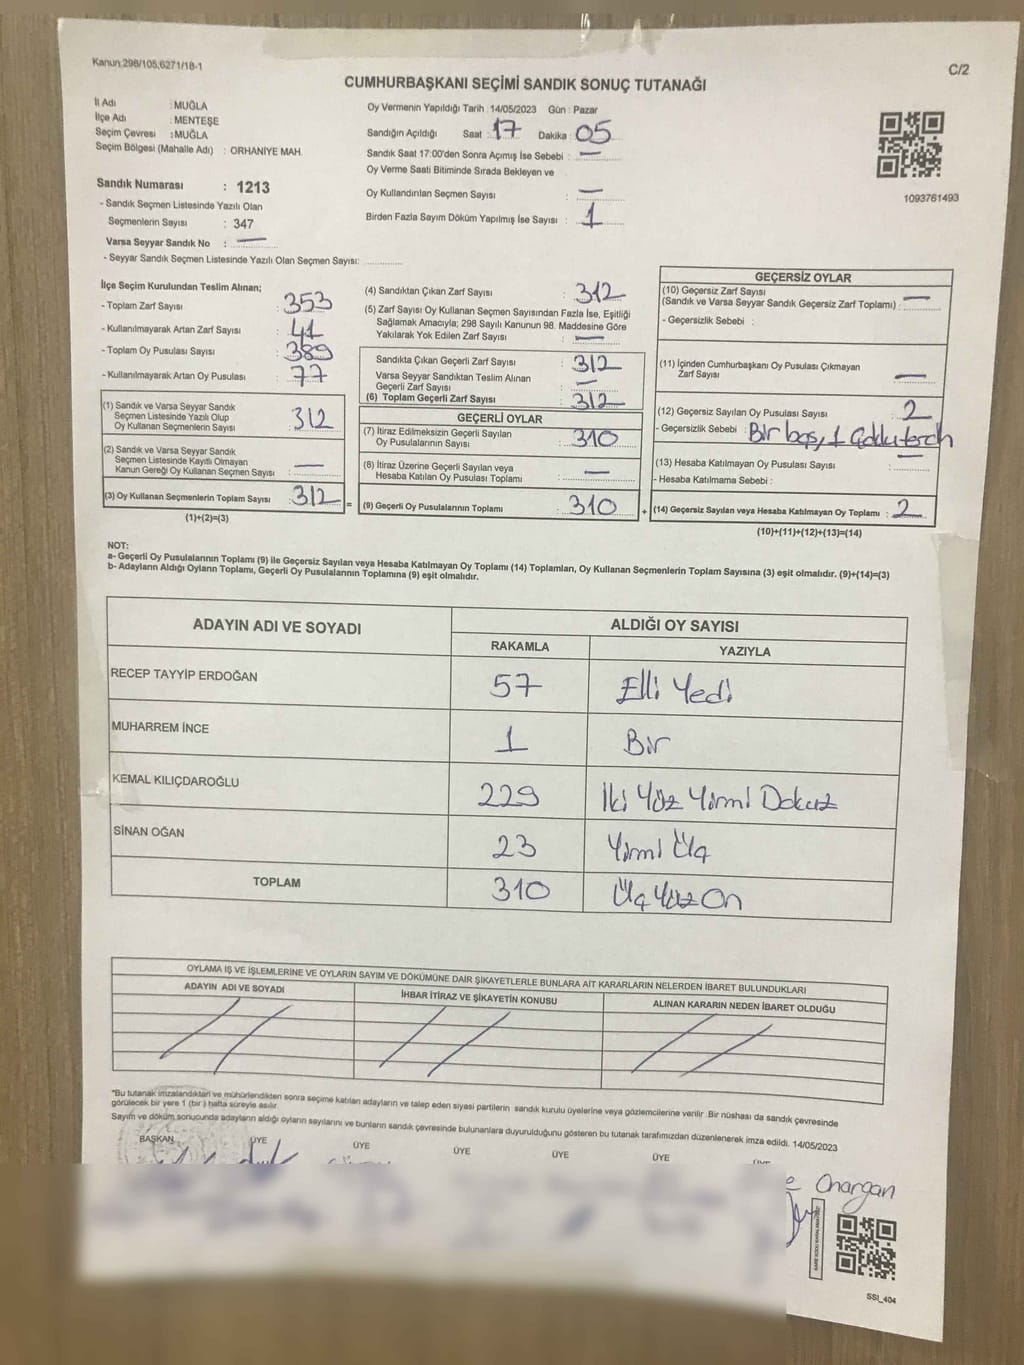 Kanun:298/105;6271/18-1
C/2
CUMHURBAŞKANI SEÇİMİ SANDIK SONUÇ TUTANAĞI
İl Adı : MUĞLA
İlçe Adı : MENTEŞE
Seçim Çevresi : MUĞLA
Seçim Bölgesi (Mahalle Adı) : ORHANİYE MAH.
Oy Vermenin Yapıldığı Tarih : 14/05/2023 Gün : Pazar
Sandığın Açıldığı Saat : 17 Dakika : 05
Sandık Saat 17:00'den Sonra Açımış İse Sebebi : —
Oy Verme Saati Bitiminde Sırada Bekleyen ve
Oy Kullandırılan Seçmen Sayısı : —
Birden Fazla Sayım Döküm Yapılmış İse Sayısı : 1
1093761493
Sandık Numarası : 1213
- Sandık Seçmen Listesinde Yazılı Olan
Seçmenlerin Sayısı : 347
Varsa Seyyar Sandık No : —
- Seyyar Sandık Seçmen Listesinde Yazılı Olan Seçmen Sayısı:
İlçe Seçim Kurulundan Teslim Alınan;
- Toplam Zarf Sayısı : 353
- Kullanılmayarak Artan Zarf Sayısı : 41
- Toplam Oy Pusulası Sayısı : 389
- Kullanılmayarak Artan Oy Pusulası : 77
(1) Sandık ve Varsa Seyyar Sandık
Seçmen Listesinde Yazılı Olup
Oy Kullanan Seçmenlerin Sayısı : 312
(2) Sandık ve Varsa Seyyar Sandık
Seçmen Listesinde Kayıtlı Olmayan
Kanun Gereği Oy Kullanan Seçmen Sayısı : —
(3) Oy Kullanan Seçmenlerin Toplam Sayısı : 312 =
(1)+(2)=(3)
(4) Sandıktan Çıkan Zarf Sayısı : 312
(5) Zarf Sayısı Oy Kullanan Seçmen Sayısından Fazla İse, Eşitliği
Sağlamak Amacıyla; 298 Sayılı Kanunun 98. Maddesine Göre
Yakılarak Yok Edilen Zarf Sayısı : —
Sandıkta Çıkan Geçerli Zarf Sayısı : 312
Varsa Seyyar Sandıktan Teslim Alınan
Geçerli Zarf Sayısı : —
(6) Toplam Geçerli Zarf Sayısı : 312
GEÇERLİ OYLAR
(7) İtiraz Edilmeksizin Geçerli Sayılan
Oy Pusulalarının Sayısı : 310
(8) İtiraz Üzerine Geçerli Sayılan veya
Hesaba Katılan Oy Pusulası Toplamı : —
(9) Geçerli Oy Pusulalarının Toplamı : 310 +
GEÇERSİZ OYLAR
(10) Geçersiz Zarf Sayısı
(Sandık ve Varsa Seyyar Sandık Geçersiz Zarf Toplamı) : —
- Geçersizlik Sebebi :
(11) İçinden Cumhurbaşkanı Oy Pusulası Çıkmayan
Zarf Sayısı : —
(12) Geçersiz Sayılan Oy Pusulası Sayısı : 2
- Geçersizlik Sebebi : Bir boş, 1
(13) Hesaba Katılmayan Oy Pusulası Sayısı : —
- Hesaba Katılmama Sebebi :
(14) Geçersiz Sayılan veya Hesaba Katılmayan Oy Toplamı : 2
(10)+(11)+(12)+(13)=(14)
NOT:
a- Geçerli Oy Pusulalarının Toplamı (9) ile Geçersiz Sayılan veya Hesaba Katılmayan Oy Toplamı (14) Toplamları, Oy Kullanan Seçmenlerin Toplam Sayısına (3) eşit olmalıdır. (9)+(14)=(3)
b- Adayların Aldığı Oyların Toplamı, Geçerli Oy Pusulalarının Toplamına (9) eşit olmalıdır.
ADAYIN ADI VE SOYADI ALDIĞI OY SAYISI
RAKAMLA YAZIYLA
RECEP TAYYİP ERDOĞAN 57 Elli Yedi
MUHARREM İNCE 1 Bir
KEMAL KILIÇDAROĞLU 229 İki Yüz Yirmi Dokuz
SİNAN OĞAN 23 Yirmi Üç
TOPLAM 310 Üç Yüz On
OYLAMA İŞ VE İŞLEMLERİNE VE OYLARIN SAYIM VE DÖKÜMÜNE DAİR ŞİKAYETLERLE BUNLARA AİT KARARLARIN NELERDEN İBARET BULUNDUKLARI
ADAYIN ADI VE SOYADI İHBAR İTİRAZ VE ŞİKAYETİN KONUSU ALINAN KARARIN NEDEN İBARET OLDUĞU
*Bu tutanak imzalandıktan ve mühürlendikten sonra seçime katılan adayların ve talep eden siyasi partilerin sandık kurulu üyelerine veya gözlemcilerine verilir. Bir nüshası da sandık çevresinde
görülecek bir yere 1 (bir) hafta süreyle asılır.
Sayım ve döküm sonucunda adayların aldığı oyların sayılarını ve bunların sandık çevresinde bulunanlara duyurulduğunu gösteren bu tutanak tarafımızdan düzenlenerek imza edildi. 14/05/2023
BAŞKAN ÜYE ÜYE ÜYE ÜYE ÜYE ÜYE
SSI_404